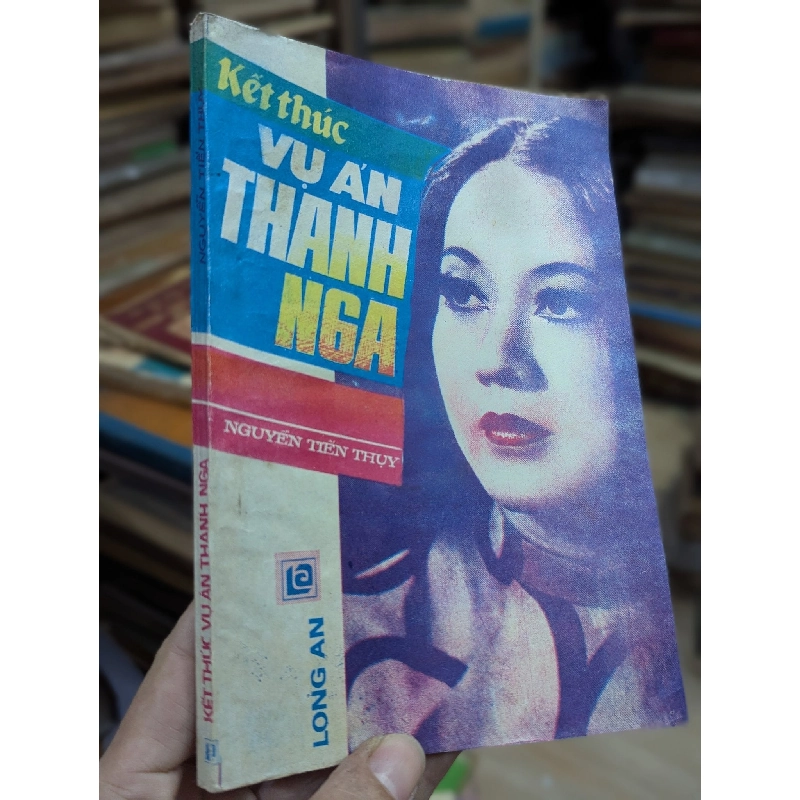 Kết thúc
VỤ ÁN
THANH
NGA
NGUYỄN TIẾN THỤY
LONG AN
NGUYỄN TIẾN THỤY
KẾT THÚC VỤ ÁN THANH NGA